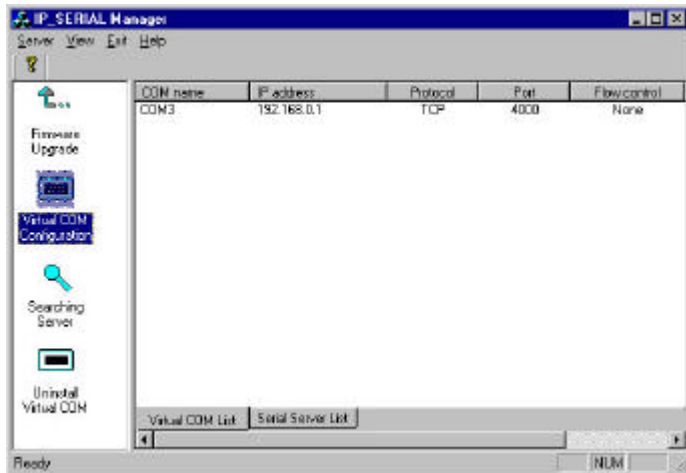 IP_SERIAL Manager
Server View Exit Help
COM name IP address Protocol Port Flow control
COM3 192.168.0.1 TCP 4000 None
Firmware
Upgrade
Virtual COM
Configuration
Searching
Server
Uninstall
Virtual COM
Virtual COM List Serial Server List
Ready NUM